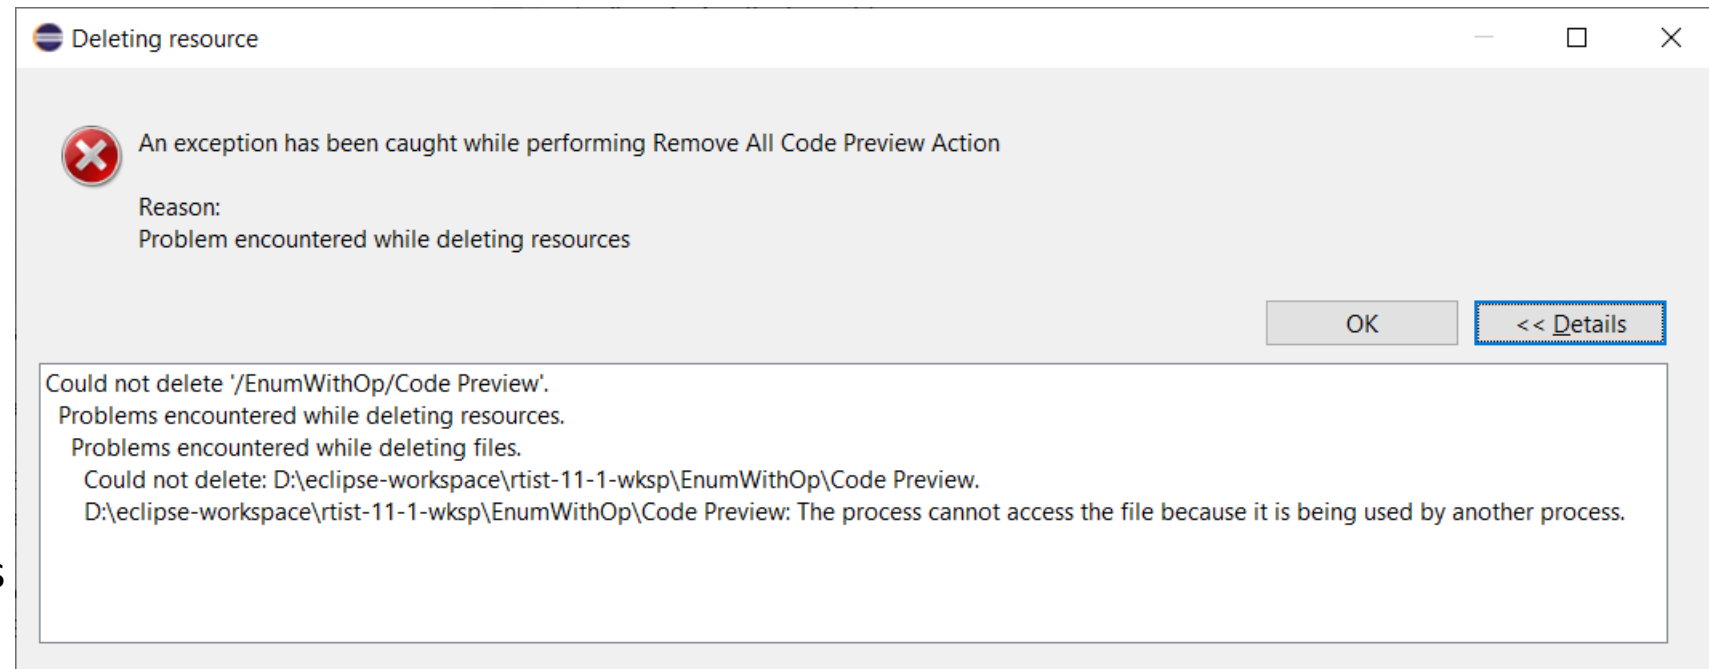 Deleting resource
An exception has been caught while performing Remove All Code Preview Action
Reason:
Problem encountered while deleting resources
OK
<< Details
Could not delete '/EnumWithOp/Code Preview'.
Problems encountered while deleting resources.
Problems encountered while deleting files.
Could not delete: D:\eclipse-workspace\rtist-11-1-wksp\EnumWithOp\Code Preview.
D:\eclipse-workspace\rtist-11-1-wksp\EnumWithOp\Code Preview: The process cannot access the file because it is being used by another process.
s